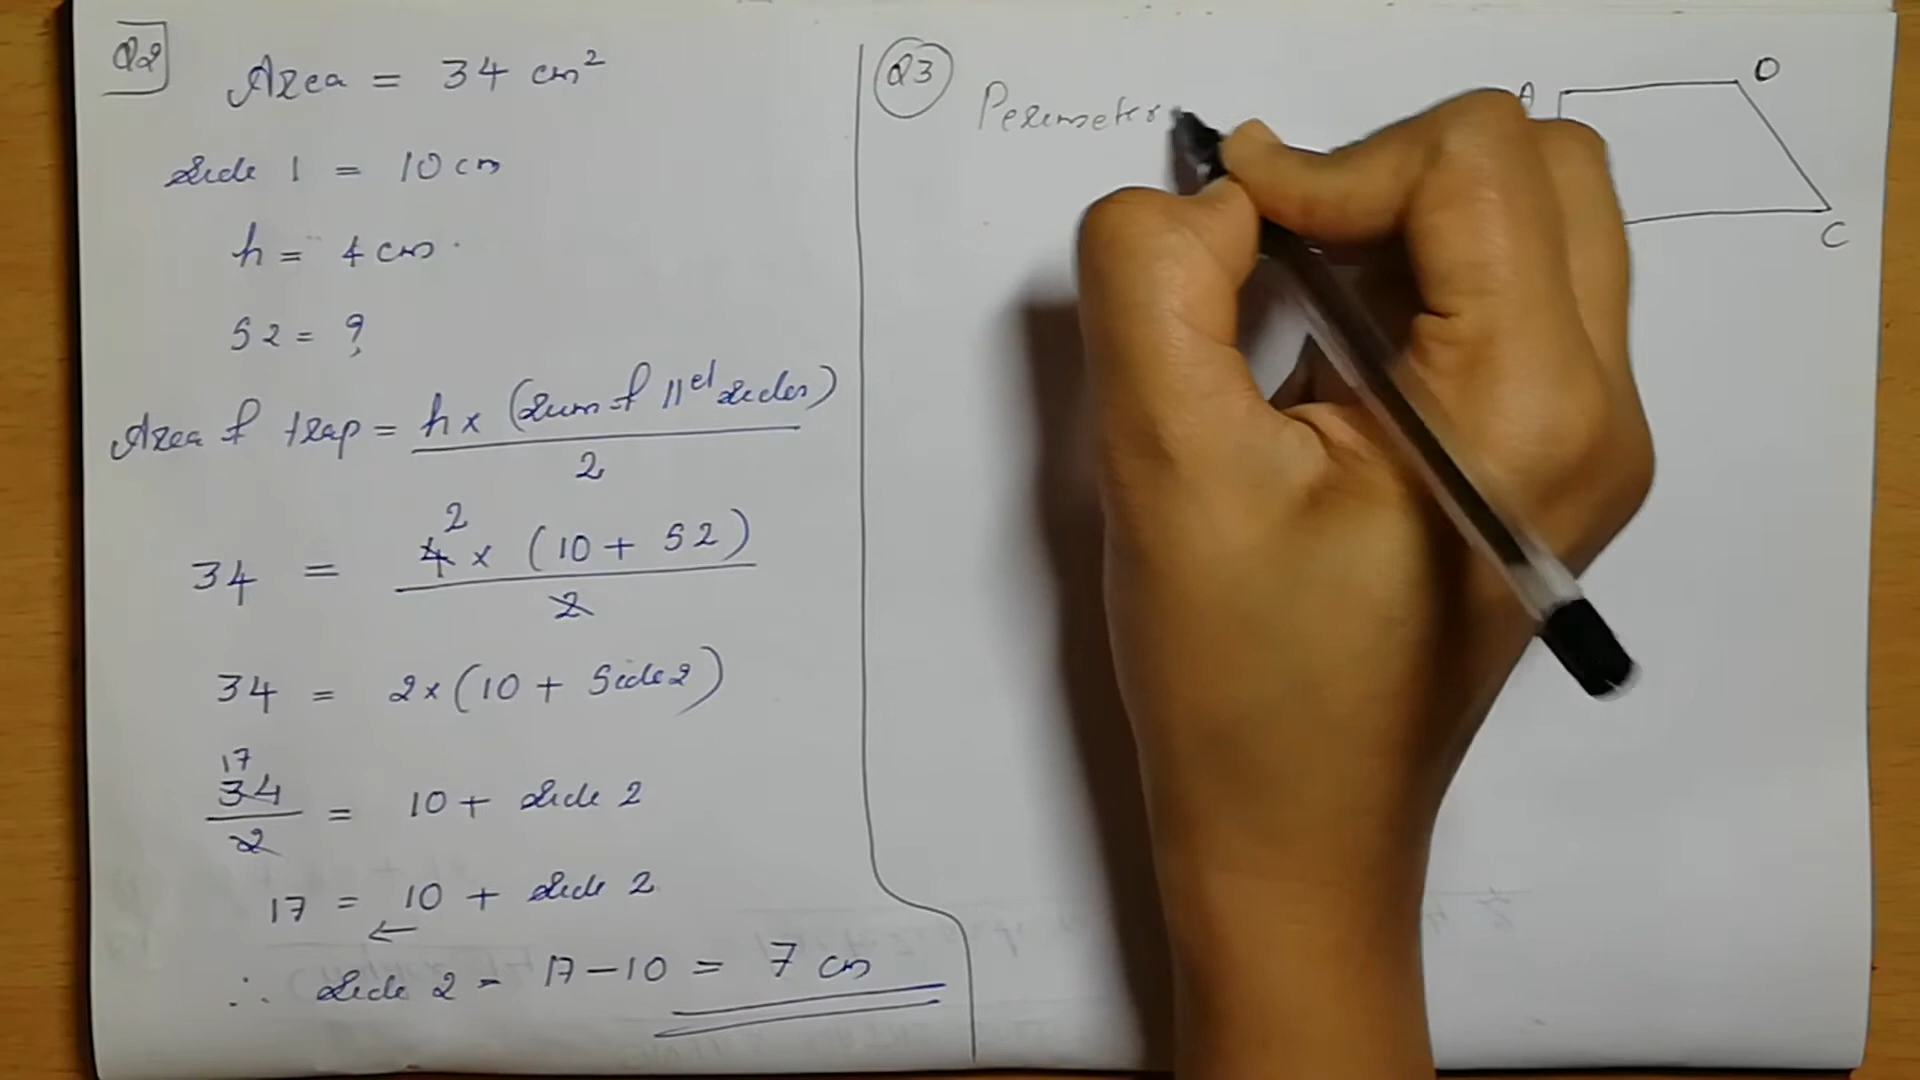 Q2
Area = 34 cm²
Side 1 = 10 cm
h = 4 cm.
S2 = ?
Area of trap = h x (Sum of 11el sides)
2
2
34 = 4 x (10 + S2)
2
34 = 2 x (10 + Side 2)
17
34 = 10 + Side 2
2
17 = 10 + Side 2
←
∴ Side 2 = 17 - 10 = 7 cm
Q3
Perimeter
A
D
C